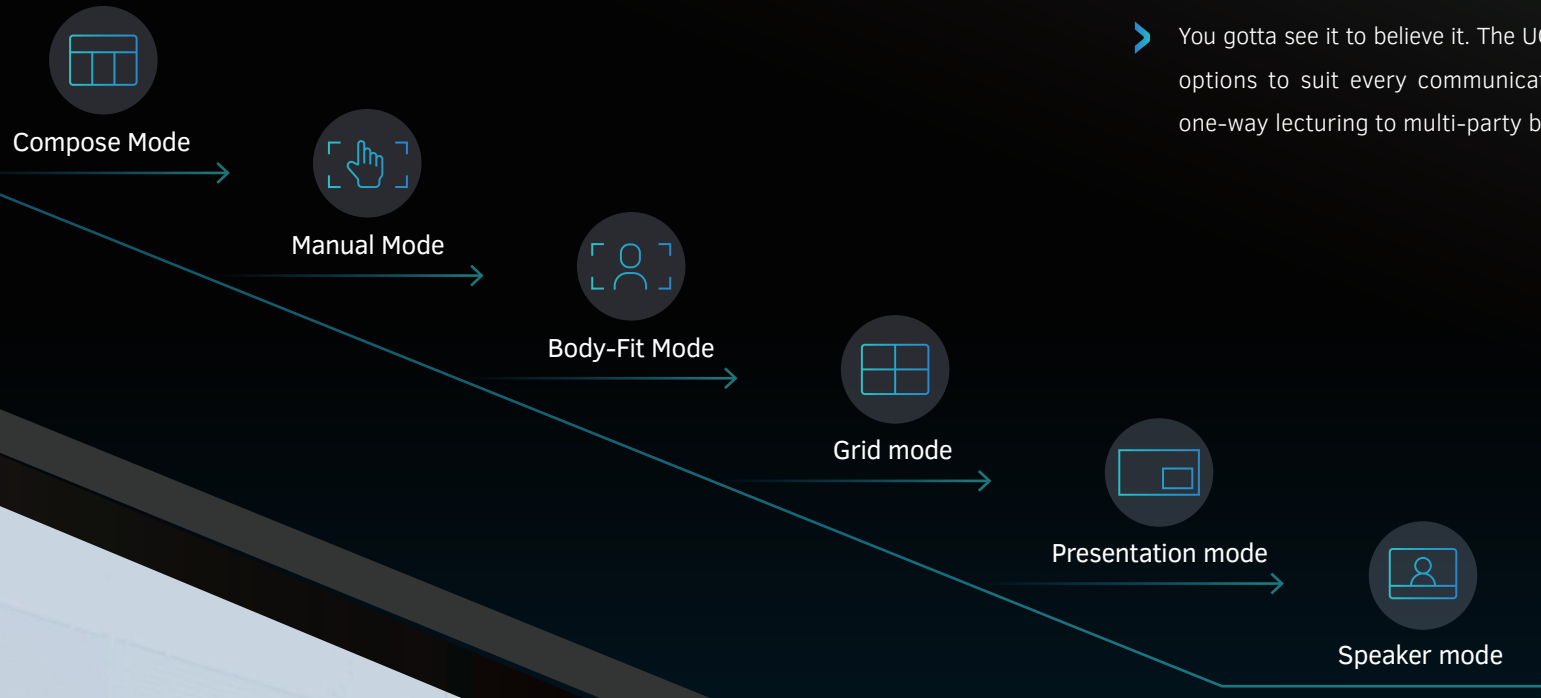 You gotta see it to believe it. The
options to suit every
one-way lecturing to multi-party
Compose Mode
Manual Mode
Body-Fit Mode
Grid mode
Presentation mode
Speaker mode